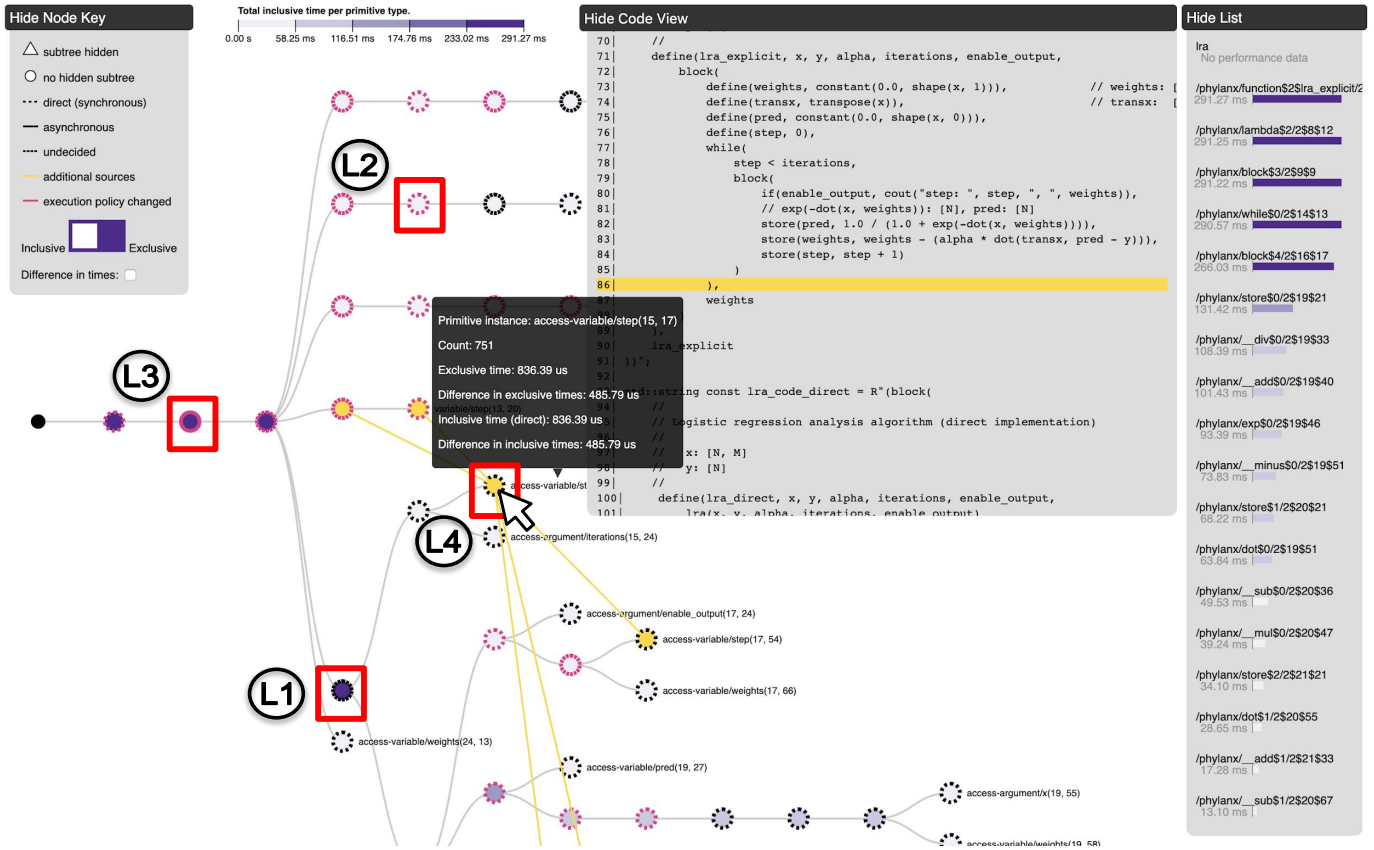 Hide Node Key
subtree hidden
no hidden subtree
direct (synchronous)
asynchronous
undecided
additional sources
execution policy changed
Inclusive
Exclusive
Difference in times:
Total inclusive time per primitive type.
0.00 s 58.25 ms 116.51 ms 174.76 ms 233.02 ms 291.27 ms
L2
L3
L4
L1
variable/step(13, 20)
access-variable/st
access-argument/iterations(15, 24)
access-argument/enable_output(17, 24)
access-variable/step(17, 54)
access-variable/weights(17, 66)
access-variable/weights(24, 13)
access-variable/pred(19, 27)
access-argument/x(19, 55)
access-variable/weights(19, 58)
Primitive instance: access-variable/step(15, 17)
Count: 751
Exclusive time: 836.39 us
Difference in exclusive times: 485.79 us
Inclusive time (direct): 836.39 us
Difference in inclusive times: 485.79 us
Hide Code View
70| //
71| define(lra_explicit, x, y, alpha, iterations, enable_output,
72| block(
73| define(weights, constant(0.0, shape(x, 1))), // weights: [
74| define(transx, transpose(x)), // transx: [
75| define(pred, constant(0.0, shape(x, 0))),
76| define(step, 0),
77| while(
78| step < iterations,
79| block(
80| if(enable_output, cout("step: ", step, ", ", weights)),
81| // exp(-dot(x, weights)): [N], pred: [N]
82| store(pred, 1.0 / (1.0 + exp(-dot(x, weights)))),
83| store(weights, weights - (alpha * dot(transx, pred - y))),
84| store(step, step + 1)
85| )
86| ),
87| weights
89| ),
90| lra_explicit
91| ))";
92|
std::string const lra_code_direct = R"(block(
94| //
// Logistic regression analysis algorithm (direct implementation)
96| //
97| // x: [N, M]
98| // y: [N]
99| //
100| define(lra_direct, x, y, alpha, iterations, enable_output,
101| lra(x, y, alpha, iterations, enable_output)
Hide List
lra
No performance data
/phylanx/function$2$lra_explicit/2
291.27 ms
/phylanx/lambda$2/2$8$12
291.25 ms
/phylanx/block$3/2$9$9
291.22 ms
/phylanx/while$0/2$14$13
290.57 ms
/phylanx/block$4/2$16$17
266.03 ms
/phylanx/store$0/2$19$21
131.42 ms
/phylanx/__div$0/2$19$33
108.39 ms
/phylanx/__add$0/2$19$40
101.43 ms
/phylanx/exp$0/2$19$46
93.39 ms
/phylanx/__minus$0/2$19$51
73.83 ms
/phylanx/store$1/2$20$21
68.22 ms
/phylanx/dot$0/2$19$51
63.84 ms
/phylanx/__sub$0/2$20$36
49.53 ms
/phylanx/__mul$0/2$20$47
39.24 ms
/phylanx/store$2/2$21$21
34.10 ms
/phylanx/dot$1/2$20$55
28.65 ms
/phylanx/__add$1/2$21$33
17.28 ms
/phylanx/__sub$1/2$20$67
13.10 ms